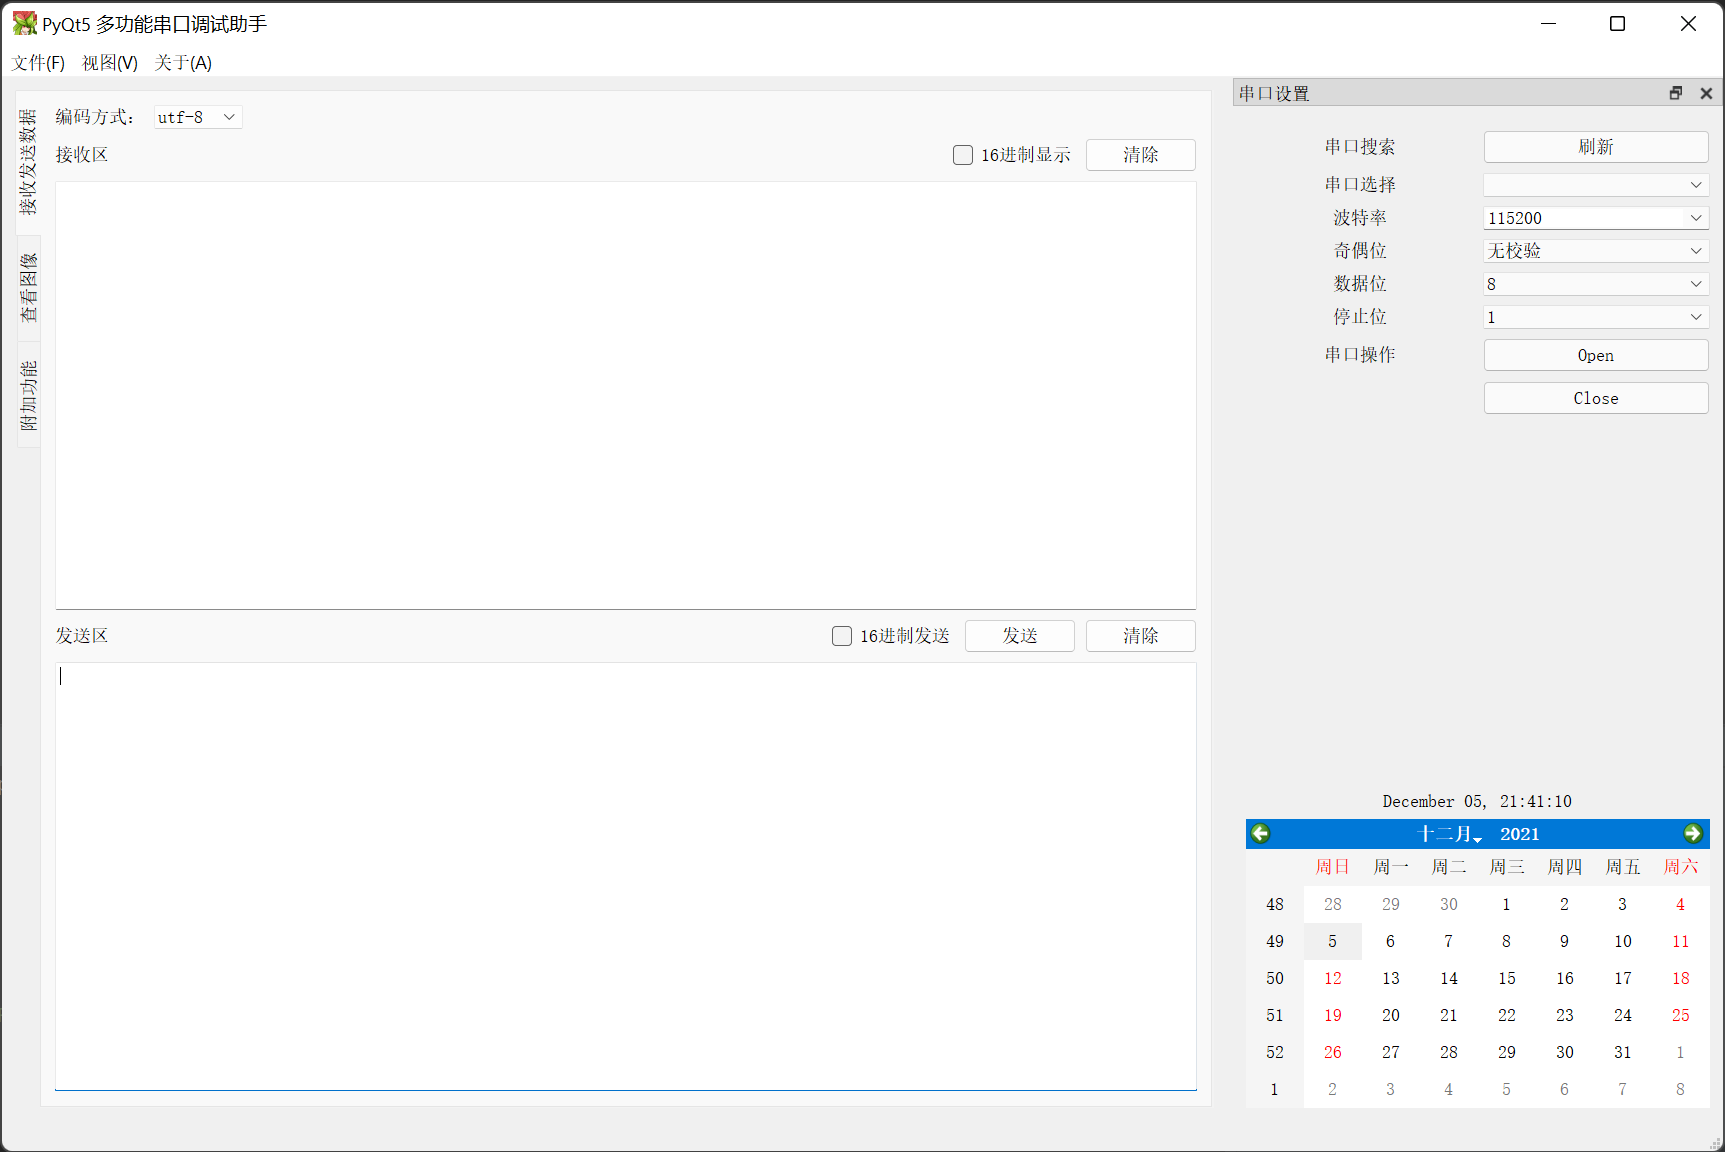 PyQt5 多功能串口调试助手
文件(F) 视图(V) 关于(A)
接收发送数据
查看图像
附加功能
编码方式: utf-8
接收区 16进制显示 清除
发送区 16进制发送 发送 清除
串口设置
串口搜索 刷新
串口选择
波特率 115200
奇偶位 无校验
数据位 8
停止位 1
串口操作 Open
Close
December 05, 21:41:10
十二月 2021
周日 周一 周二 周三 周四 周五 周六
48 28 29 30 1 2 3 4
49 5 6 7 8 9 10 11
50 12 13 14 15 16 17 18
51 19 20 21 22 23 24 25
52 26 27 28 29 30 31 1
1 2 3 4 5 6 7 8